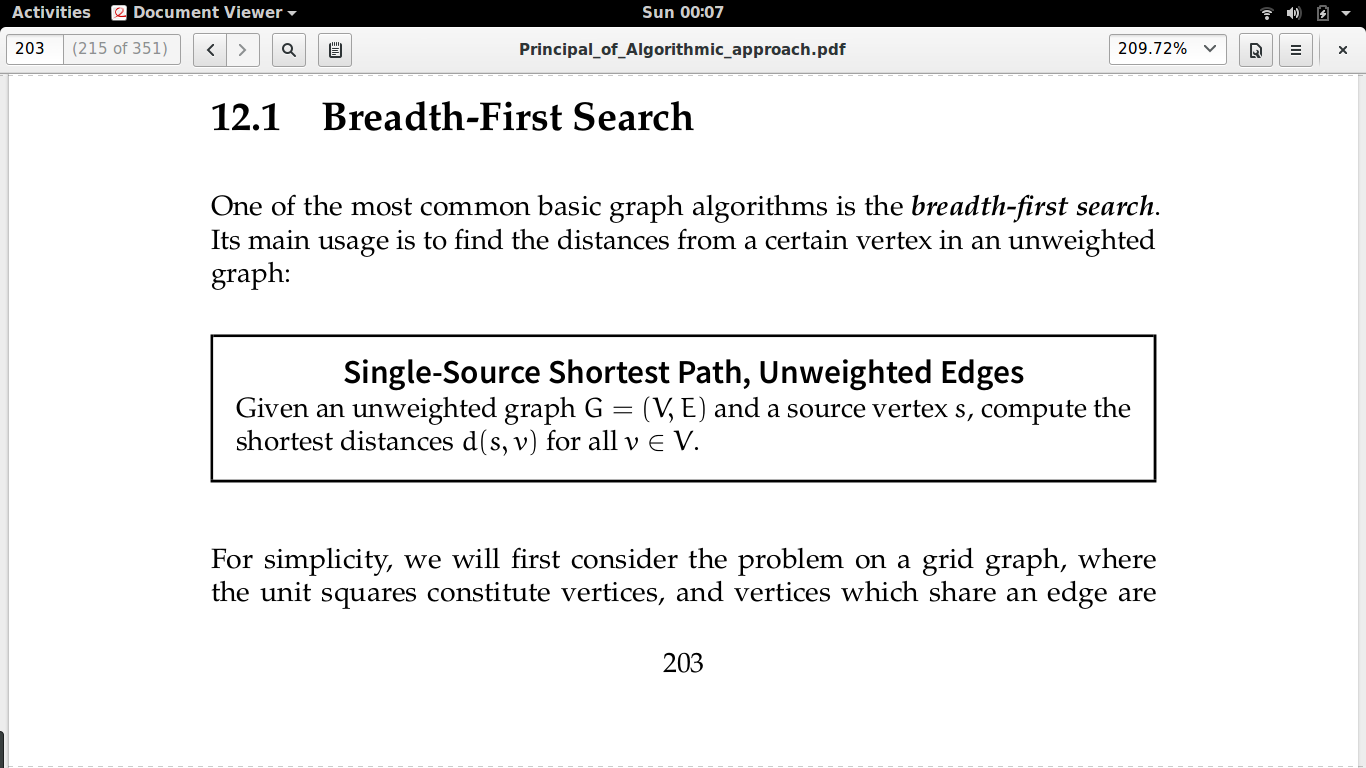 Activities Document Viewer Sun 00:07
203 (215 of 351) Principal_of_Algorithmic_approach.pdf 209.72%
12.1 Breadth-First Search
One of the most common basic graph algorithms is the breadth-first search.
Its main usage is to find the distances from a certain vertex in an unweighted
graph:
Single-Source Shortest Path, Unweighted Edges
Given an unweighted graph G = (V, E) and a source vertex s, compute the
shortest distances d(s, v) for all v ∈ V.
For simplicity, we will first consider the problem on a grid graph, where
the unit squares constitute vertices, and vertices which share an edge are
203